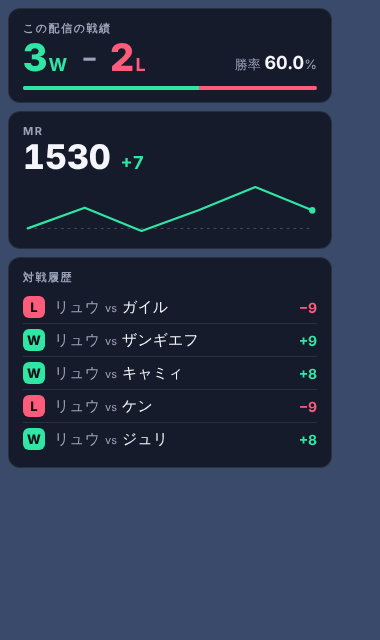 この配信の戦績
3W - 2L 勝率 60.0%
MR
1530 +7
対戦履歴
L リュウ vs ガイル −9
W リュウ vs ザンギエフ +9
W リュウ vs キャミィ +8
L リュウ vs ケン −9
W リュウ vs ジュリ +8